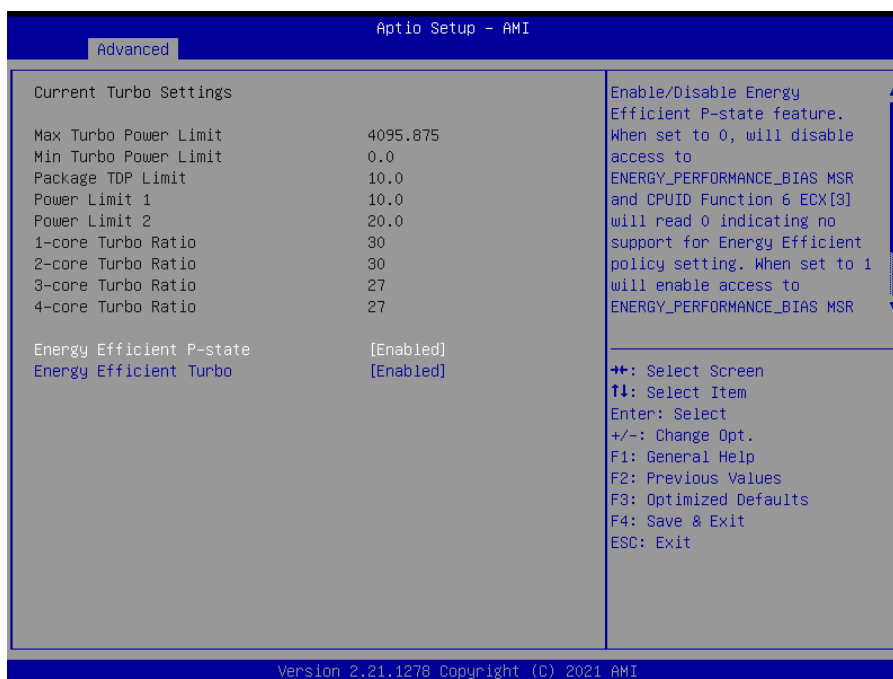 Aptio Setup - AMI
Advanced
Current Turbo Settings
Max Turbo Power Limit 4095.875
Min Turbo Power Limit 0.0
Package TDP Limit 10.0
Power Limit 1 10.0
Power Limit 2 20.0
1-core Turbo Ratio 30
2-core Turbo Ratio 30
3-core Turbo Ratio 27
4-core Turbo Ratio 27
Energy Efficient P-state [Enabled]
Energy Efficient Turbo [Enabled]
Enable/Disable Energy
Efficient P-state feature.
When set to 0, will disable
access to
ENERGY_PERFORMANCE_BIAS MSR
and CPUID Function 6 ECX[3]
will read 0 indicating no
support for Energy Efficient
policy setting. When set to 1
will enable access to
ENERGY_PERFORMANCE_BIAS MSR
→←: Select Screen
↑↓: Select Item
Enter: Select
+/-: Change Opt.
F1: General Help
F2: Previous Values
F3: Optimized Defaults
F4: Save & Exit
ESC: Exit
Version 2.21.1278 Copyright (C) 2021 AMI